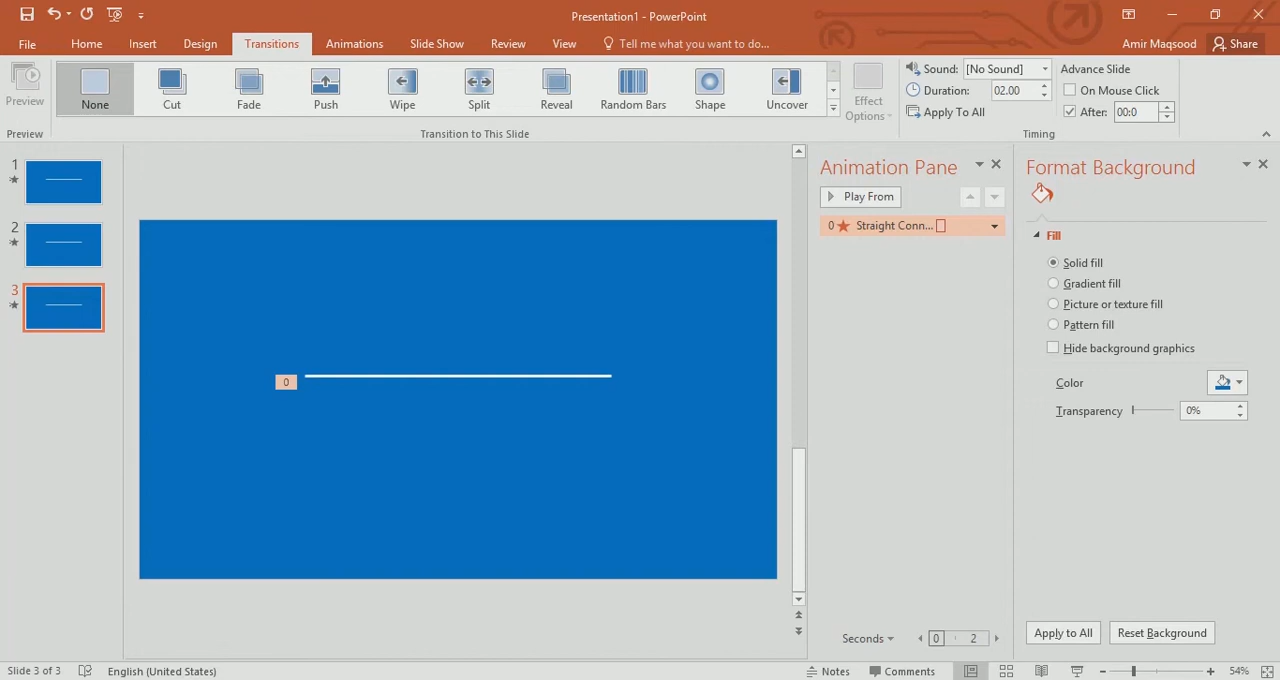 Presentation1 - PowerPoint
File Home Insert Design Transitions Animations Slide Show Review View Tell me what you want to do... Amir Maqsood Share
Preview None Cut Fade Push Wipe Split Reveal Random Bars Shape Uncover Effect Options
Sound: [No Sound] Advance Slide
Duration: 02.00 On Mouse Click
Apply To All After: 00:0
Preview Transition to This Slide Timing
1
2
3
0
Animation Pane
Play From
0 Straight Conn...
Seconds 0 2
Format Background
Fill
Solid fill
Gradient fill
Picture or texture fill
Pattern fill
Hide background graphics
Color
Transparency 0%
Apply to All Reset Background
Slide 3 of 3 English (United States) Notes Comments 54%